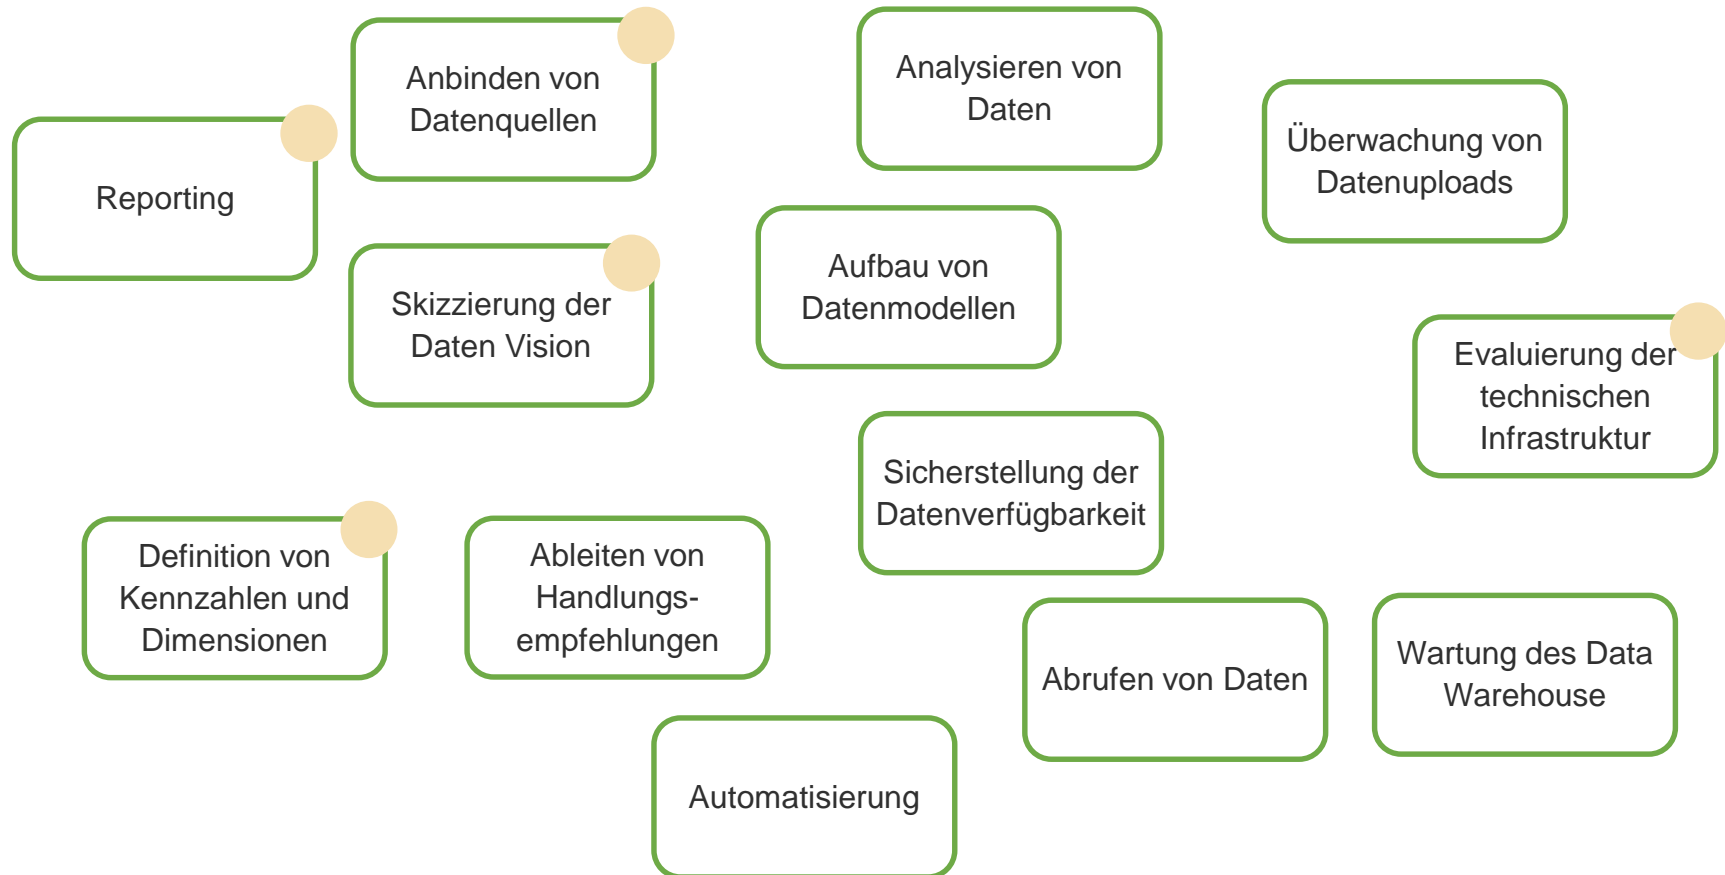 Anbinden von
Datenquellen
Analysieren von
Daten
Überwachung von
Datenuploads
Reporting
Skizzierung der
Daten Vision
Aufbau von
Datenmodellen
Evaluierung der
technischen
Infrastruktur
Sicherstellung der
Datenverfügbarkeit
Definition von
Kennzahlen und
Dimensionen
Ableiten von
Handlungs-
empfehlungen
Abrufen von Daten
Wartung des Data
Warehouse
Automatisierung